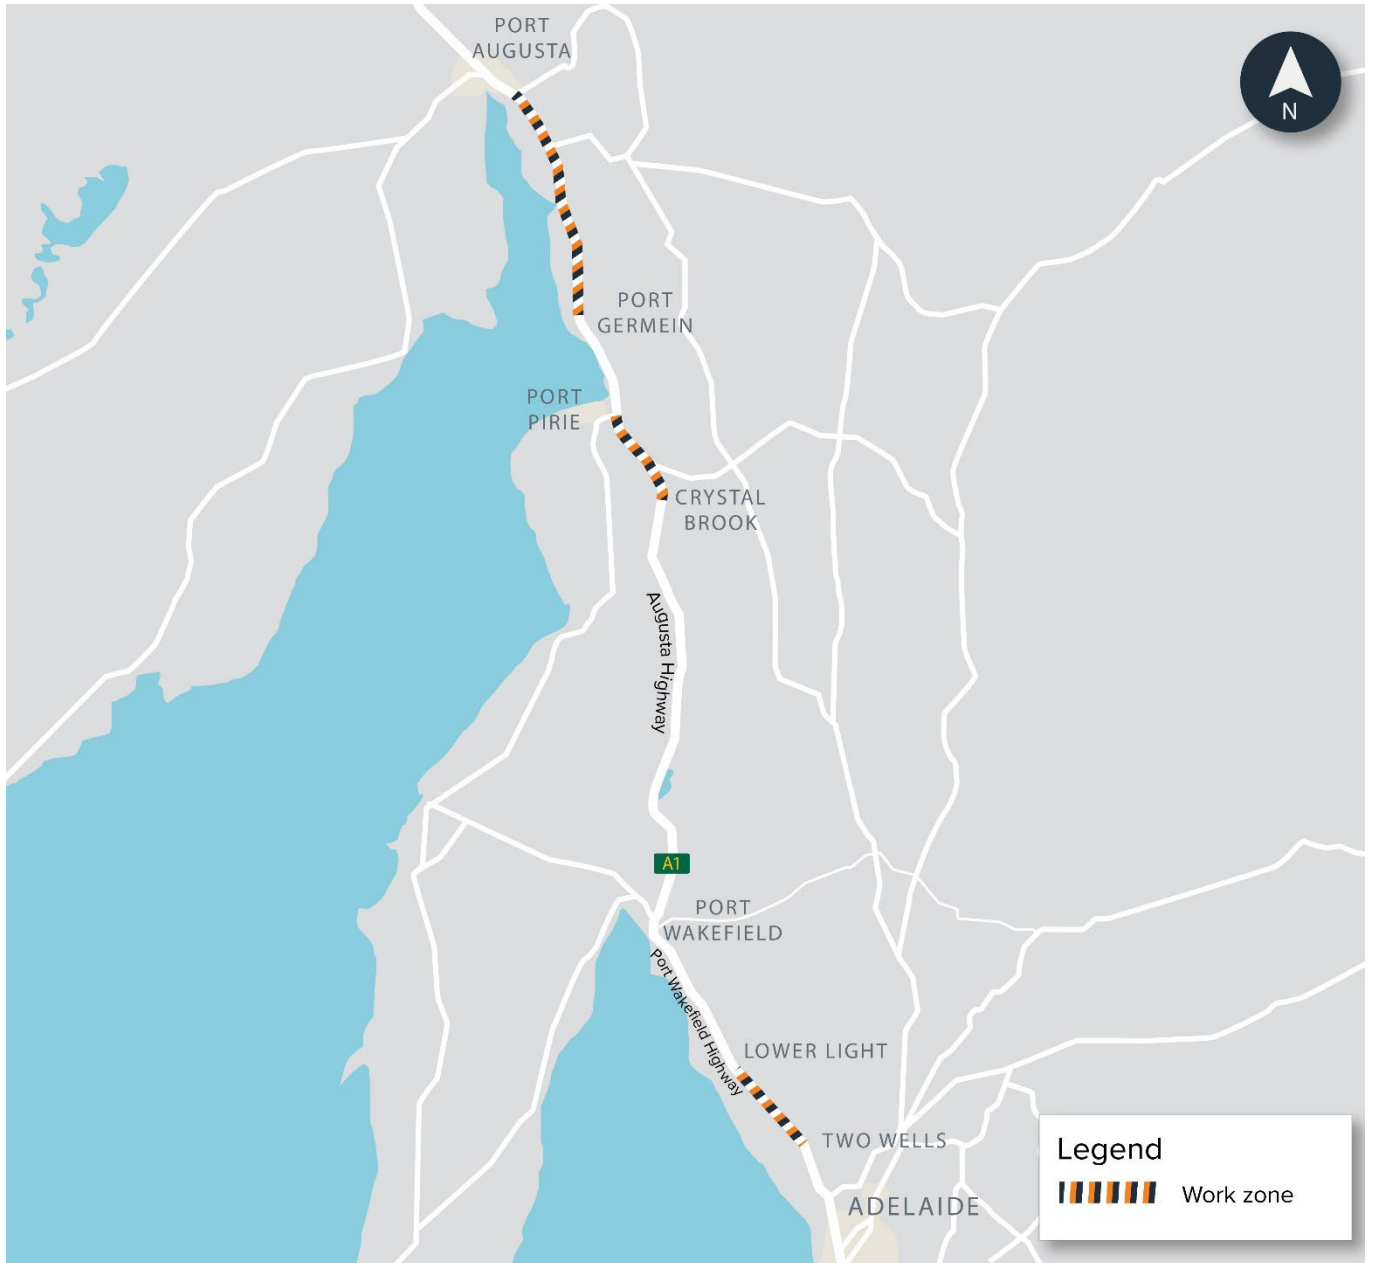 PORT
AUGUSTA
N
PORT
GERMEIN
PORT
PIRIE
CRYSTAL
BROOK
Augusta Highway
A1
PORT
WAKEFIELD
Port Wakefield Highway
LOWER LIGHT
TWO WELLS
ADELAIDE
Legend
Work zone